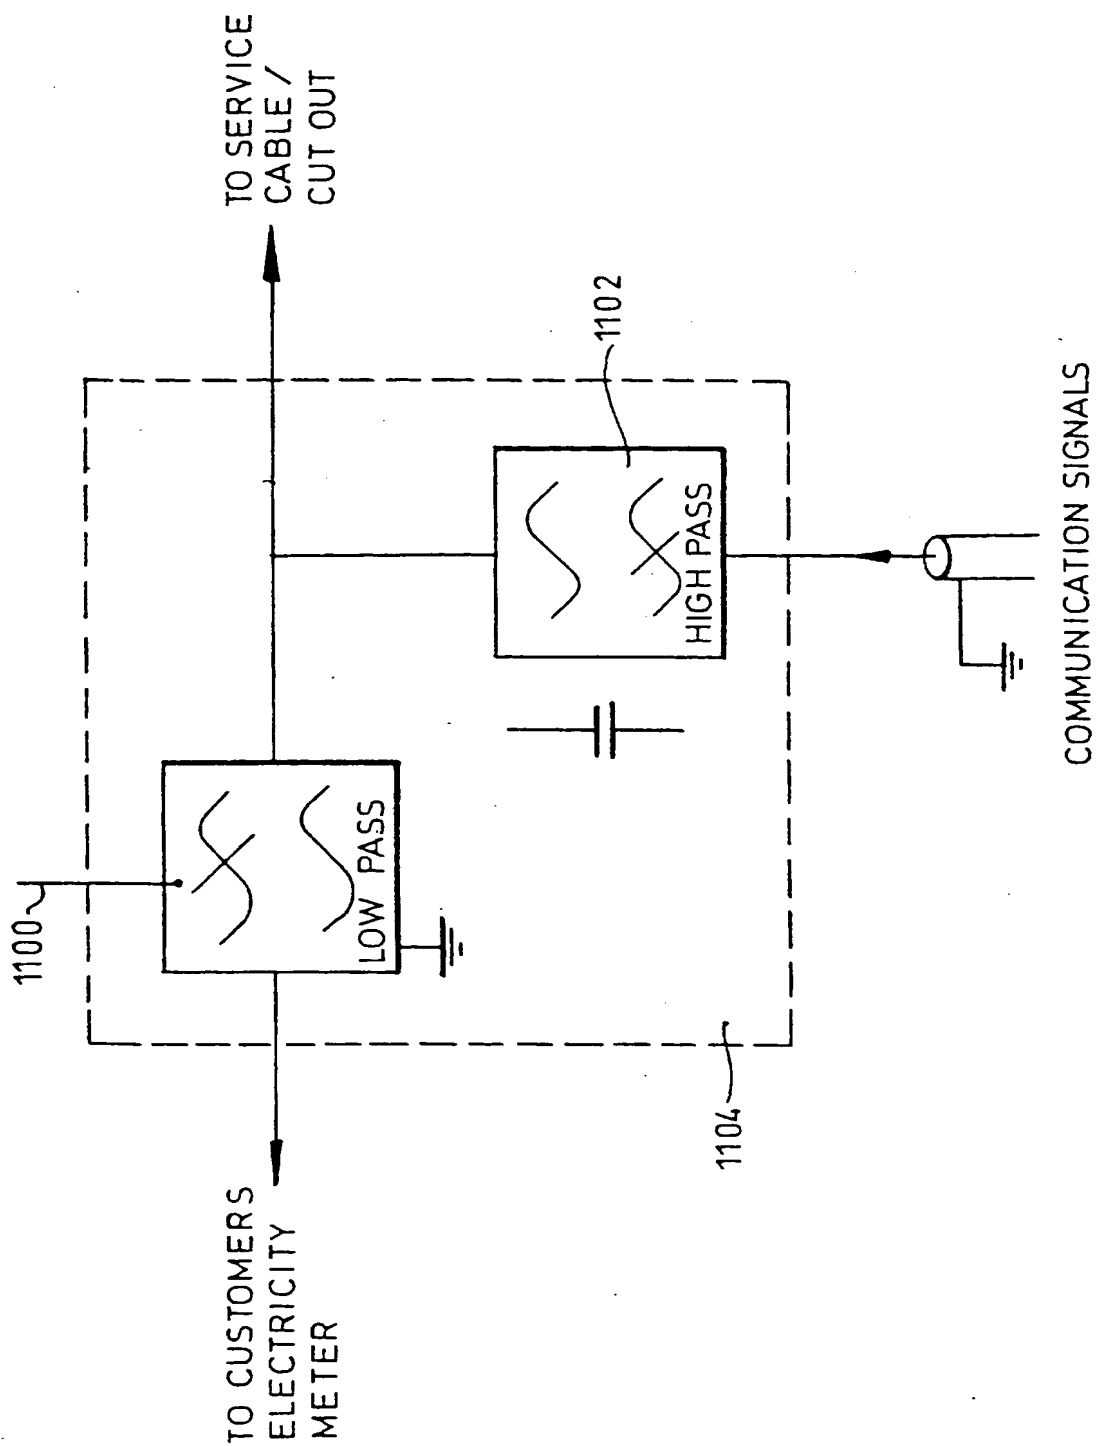 TO SERVICE
CABLE /
CUT OUT
1102
HIGH PASS
COMMUNICATION SIGNALS
1100
LOW PASS
1104
TO CUSTOMERS
ELECTRICITY
METER